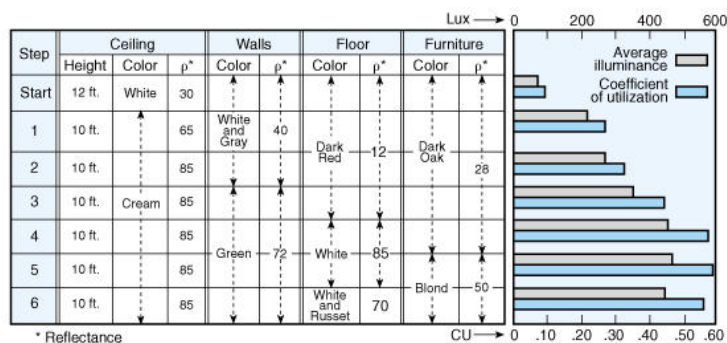 Lux → 0 100 200 300 400 500 600
Step Ceiling Walls Floor Furniture
Height Color ρ* Color ρ* Color ρ* Color ρ*
Average illuminance
Coefficient of utilization
Start 12 ft. White 30
1 10 ft. 65
White and Gray 40
2 10 ft. 85
Dark Red 12
Dark Oak 28
3 10 ft. Cream 85
4 10 ft. 85
Green 72
White 85
5 10 ft. 85
Blond 50
6 10 ft. 85
White and Russet 70
* Reflectance
CU → 0 .10 .20 .30 .40 .50 .60